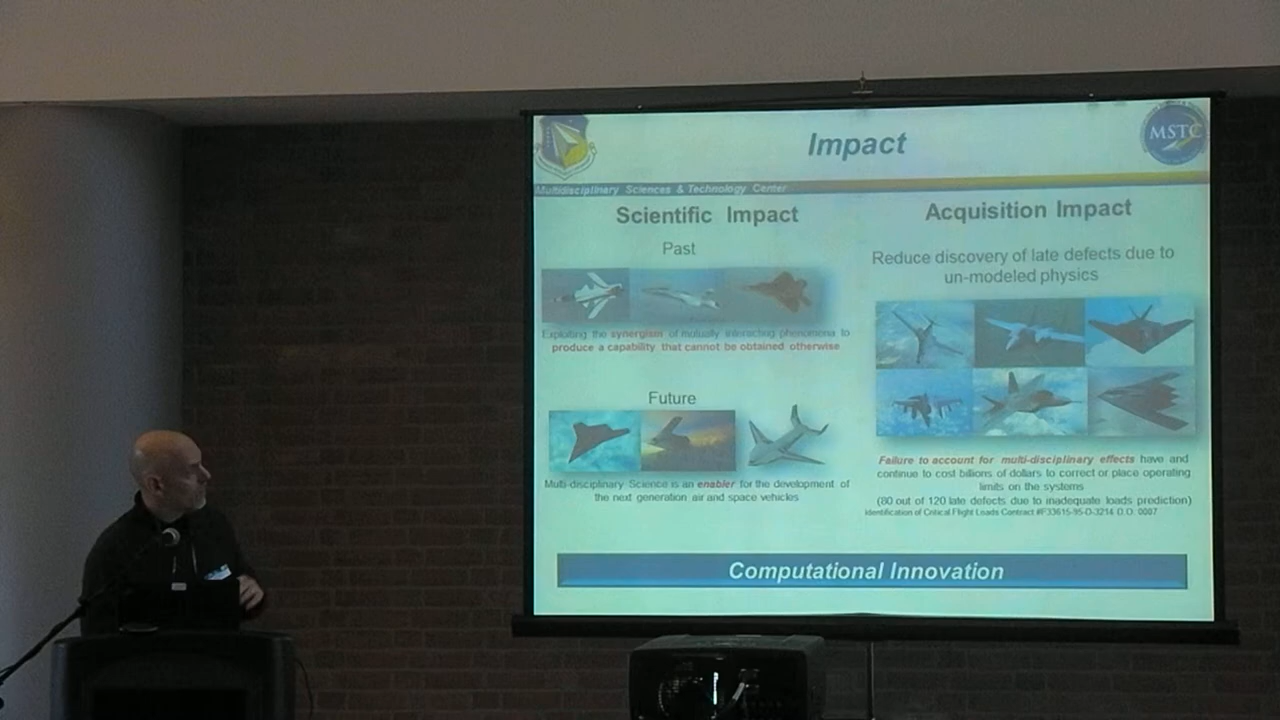 Impact
MSTC
Multidisciplinary Sciences & Technology Center
Scientific Impact
Past
Exploiting the synergism of mutually interacting phenomena to
produce a capability that cannot be obtained otherwise
Future
Multi-disciplinary Science is an enabler for the development of
the next generation air and space vehicles
Acquisition Impact
Reduce discovery of late defects due to
un-modeled physics
Failure to account for multi-disciplinary effects have and
continue to cost billions of dollars to correct or place operating
limits on the systems
(80 out of 120 late defects due to inadequate loads prediction)
Identification of Critical Flight Loads Contract #F33615-95-D-3214 D.O. 0007
Computational Innovation